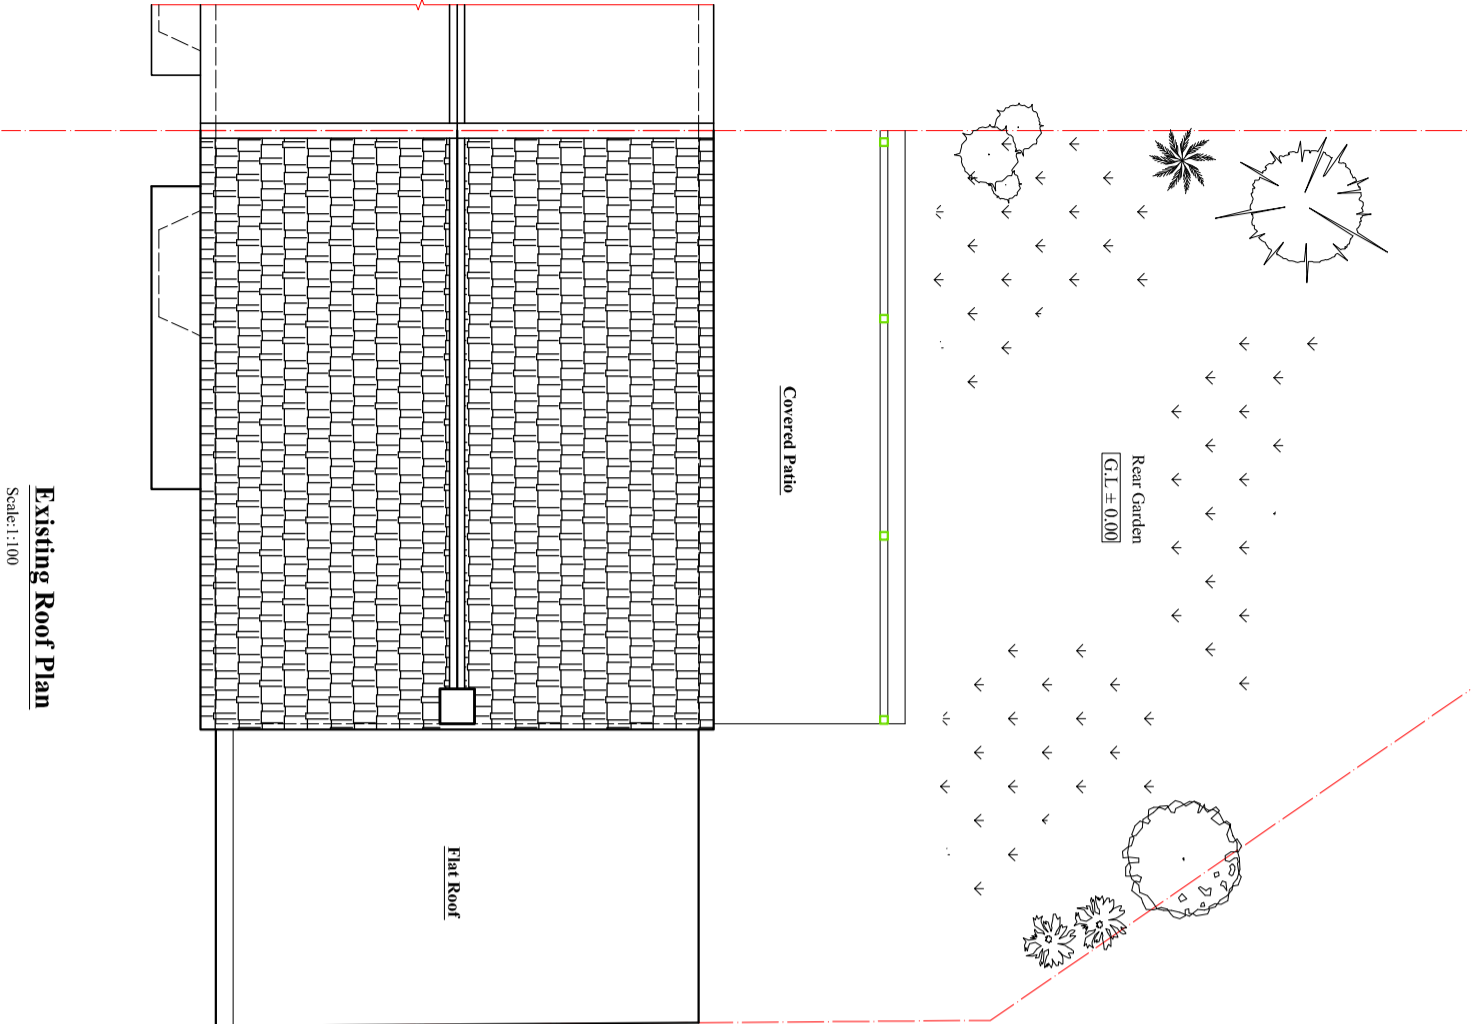 Covered Patio
Rear Garden
G.L ± 0.00
Flat Roof
Existing Roof Plan
Scale:1:100